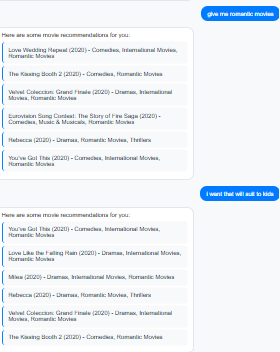 give me romantic movies
Here are some movie recommendations for you:
Love Wedding Repeat (2020) - Comedies, International Movies,
Romantic Movies
The Kissing Booth 2 (2020) - Comedies, Romantic Movies
Velvet Colección: Grand Finale (2020) - Dramas, International
Movies, Romantic Movies
Eurovision Song Contest: The Story of Fire Saga (2020) -
Comedies, Music & Musicals, Romantic Movies
Rebecca (2020) - Dramas, Romantic Movies, Thrillers
You've Got This (2020) - Comedies, International Movies,
Romantic Movies
i want that will suit to kids
Here are some movie recommendations for you:
You've Got This (2020) - Comedies, International Movies,
Romantic Movies
Love Like the Falling Rain (2020) - Dramas, International Movies,
Romantic Movies
Milea (2020) - Dramas, International Movies, Romantic Movies
Rebecca (2020) - Dramas, Romantic Movies, Thrillers
Velvet Colección: Grand Finale (2020) - Dramas, International
Movies, Romantic Movies
The Kissing Booth 2 (2020) - Comedies, Romantic Movies